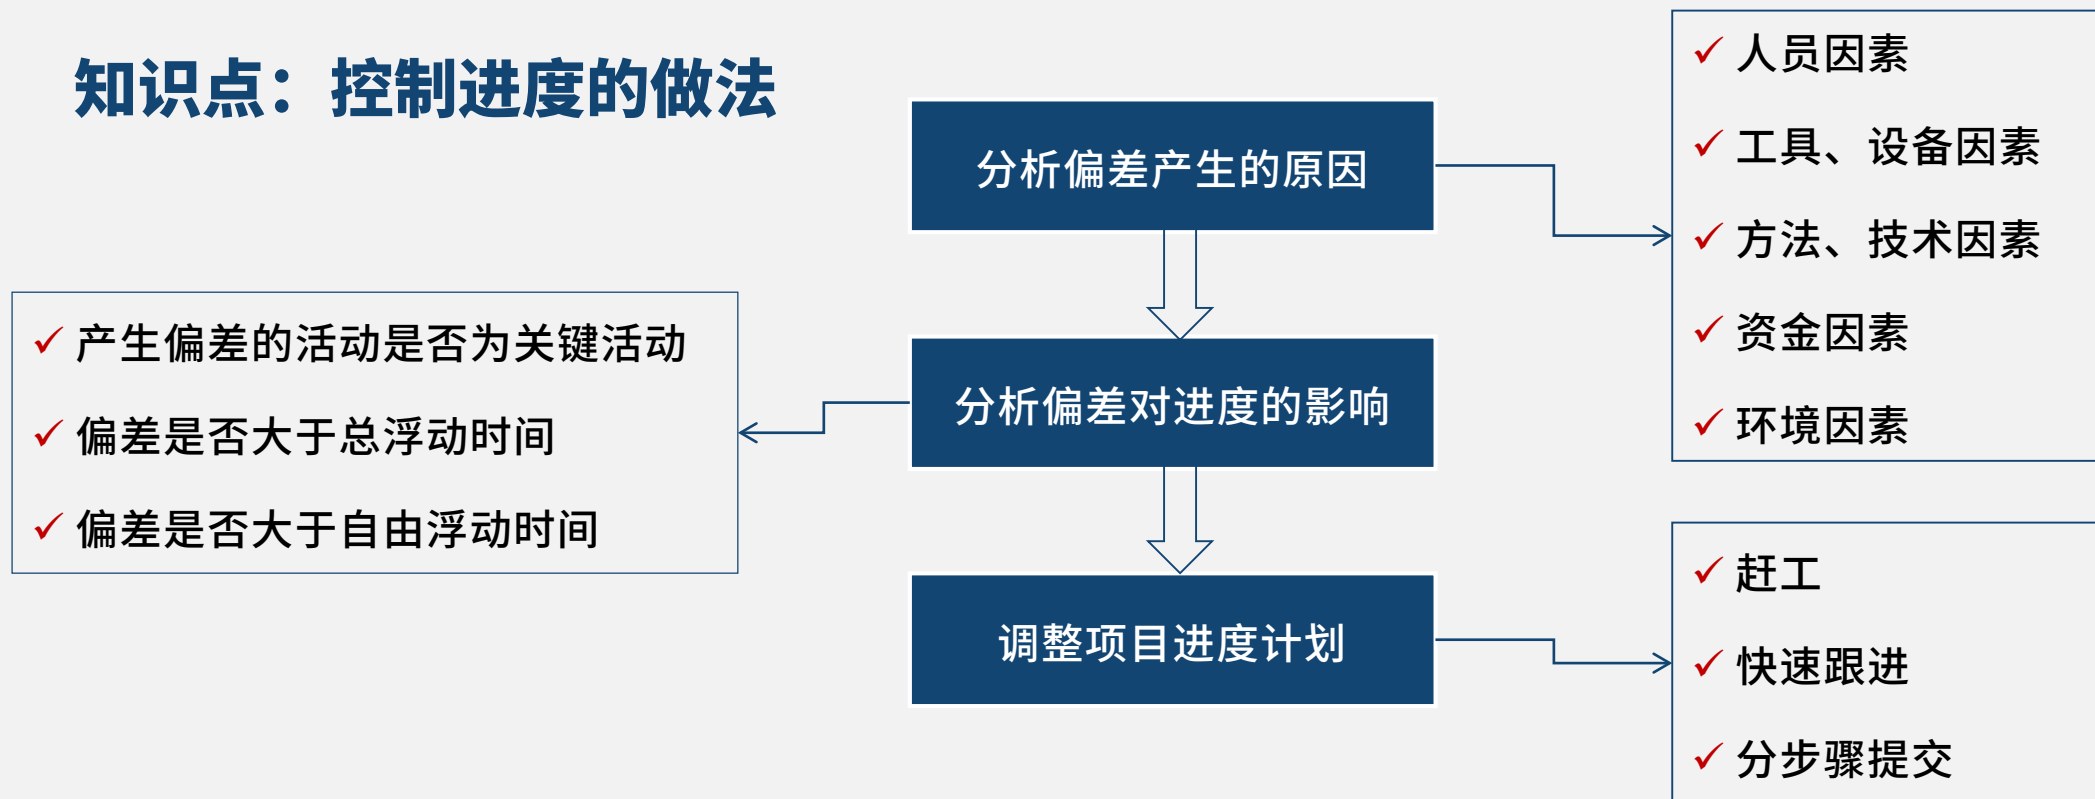 知识点：控制进度的做法
分析偏差产生的原因
人员因素
工具、设备因素
方法、技术因素
资金因素
环境因素
分析偏差对进度的影响
产生偏差的活动是否为关键活动
偏差是否大于总浮动时间
偏差是否大于自由浮动时间
调整项目进度计划
赶工
快速跟进
分步骤提交